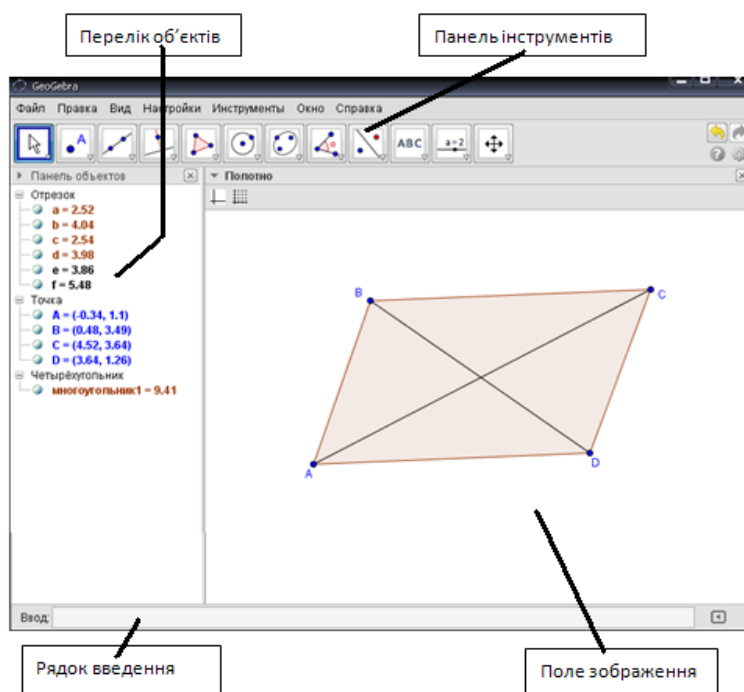 Перелік об’єктів
Панель інструментів
GeoGebra
Файл Правка Вид Настройки Инструменты Окно Справка
A
ABC
a=2
Панель объектов
Полотно
Отрезок
a = 2.52
b = 4.04
c = 2.54
d = 3.98
e = 3.86
f = 5.48
Точка
A = (-0.34, 1.1)
B = (0.48, 3.49)
C = (4.52, 3.64)
D = (3.64, 1.26)
Четырёхугольник
многоугольник1 = 9.41
B
C
A
D
Ввод:
Рядок введення
Поле зображення